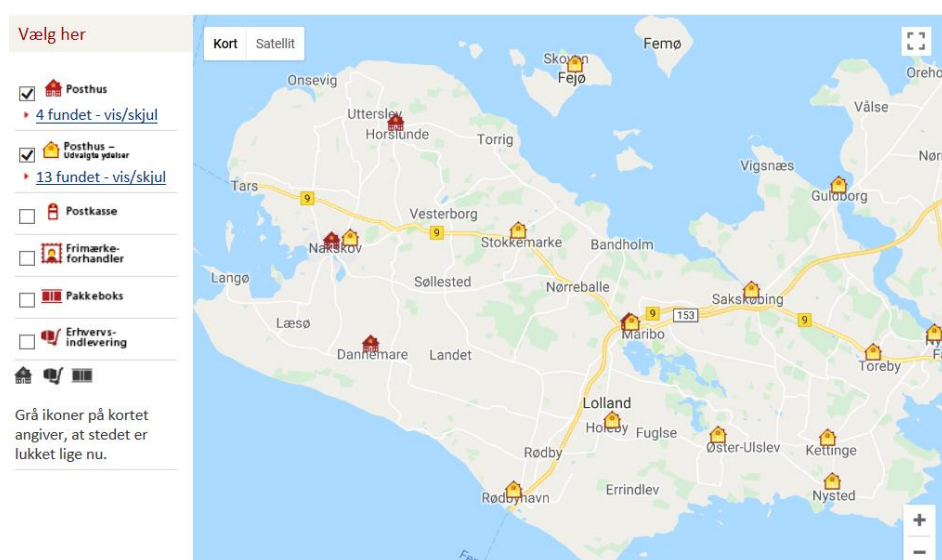 Vælg her
Posthus
4 fundet - vis/skjul
Posthus –
Udvalgte ydelser
13 fundet - vis/skjul
Postkasse
Frimærke-
forhandler
Pakkeboks
Erhvervs-
indlevering
Grå ikoner på kortet
angiver, at stedet er
lukket lige nu.
Kort Satellit
Femø
Fejø
Onsevig
Oreho
Vålse
Utterslev
Horslunde
Torrig
Nør
Vigsnæs
Tars
Guldborg
9
Vesterborg
9
Stokkemarke
Bandholm
Nakskov
Langø
Søllested
Nørreballe
Sakskøbing
9
153
9
Læsø
Maribo
Dannemare
Landet
Toreby
Lolland
Holeby
Fuglse
Øster-Ulslev
Kettinge
Rødby
Errindlev
Nysted
Rødbyhavn
+
−